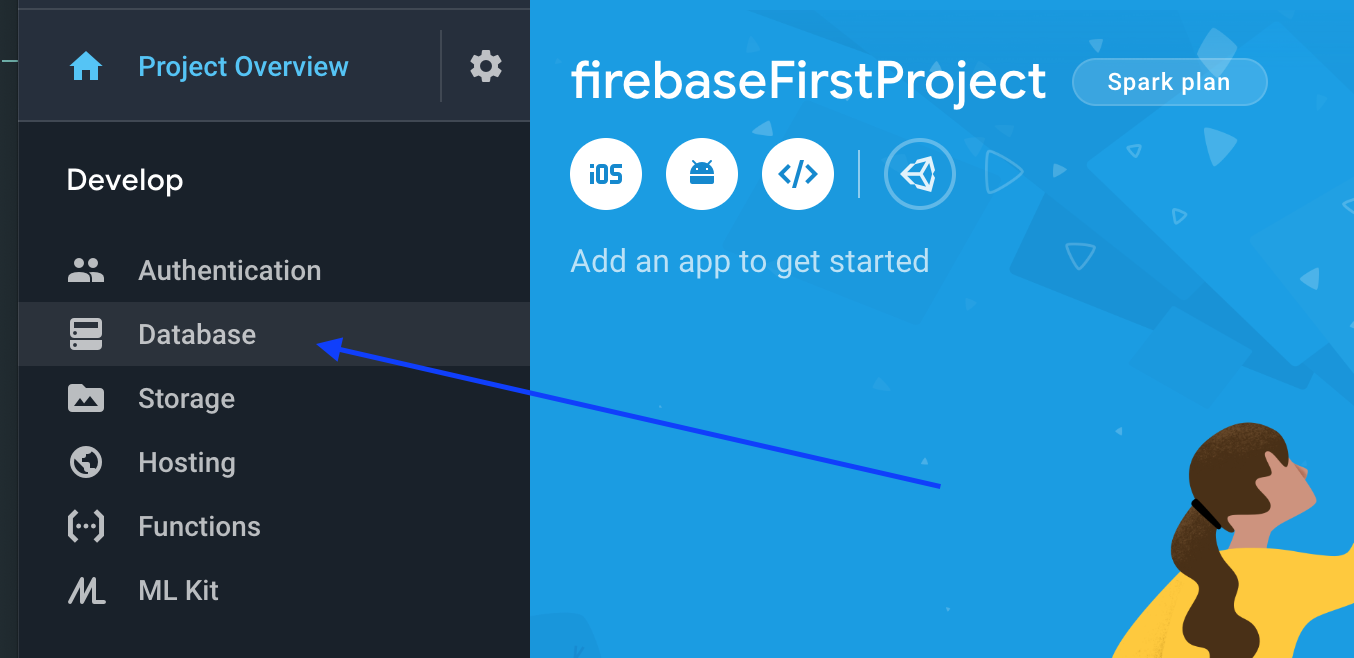 Project Overview
Develop
Authentication
Database
Storage
Hosting
Functions
ML Kit
firebaseFirstProject
Spark plan
iOS
</>
Add an app to get started